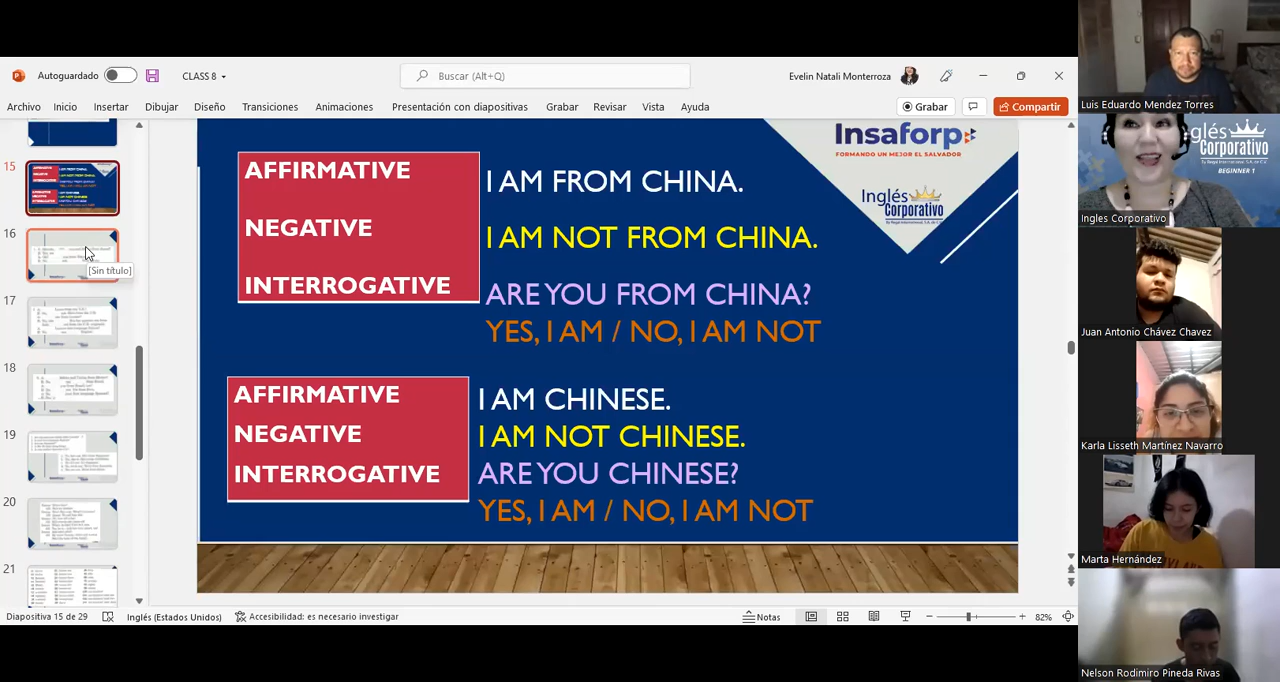 Autoguardado
CLASS 8
Buscar (Alt+Q)
Evelin Natali Monterroza
Archivo Inicio Insertar Dibujar Diseño Transiciones Animaciones Presentación con diapositivas Grabar Revisar Vista Ayuda
Grabar
Compartir
15
16
[Sin título]
17
18
19
20
21
AFFIRMATIVE
NEGATIVE
INTERROGATIVE
I AM FROM CHINA.
I AM NOT FROM CHINA.
ARE YOU FROM CHINA?
YES, I AM / NO, I AM NOT
AFFIRMATIVE
NEGATIVE
INTERROGATIVE
I AM CHINESE.
I AM NOT CHINESE.
ARE YOU CHINESE?
YES, I AM / NO, I AM NOT
Insaforp
FORMANDO UN MEJOR EL SALVADOR
Inglés
Corporativo
Diapositiva 15 de 29
Inglés (Estados Unidos)
Accesibilidad: es necesario investigar
Notas
82%
Luis Eduardo Mendez Torres
glés
Corporativo
BEGINNER 1
Ingles Corporativo
Juan Antonio Chávez Chavez
Karla Lisseth Martínez Navarro
Marta Hernández
Nelson Rodimiro Pineda Rivas